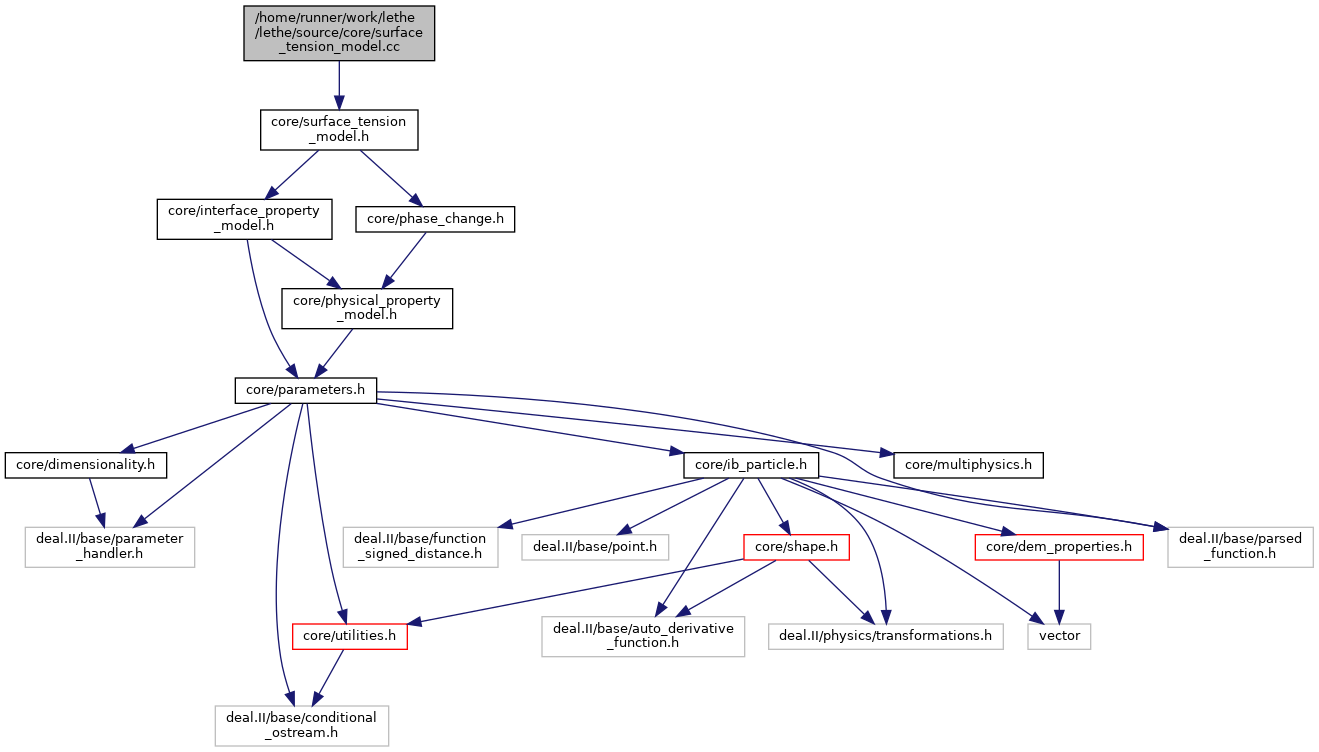 /home/runner/work/lethe
/lethe/source/core/surface
_tension_model.cc
core/surface_tension
_model.h
core/interface_property
_model.h
core/phase_change.h
core/physical_property
_model.h
core/parameters.h
core/dimensionality.h
core/ib_particle.h
core/multiphysics.h
deal.II/base/parameter
_handler.h
deal.II/base/function
_signed_distance.h
deal.II/base/point.h
core/shape.h
core/dem_properties.h
deal.II/base/parsed
_function.h
core/utilities.h
deal.II/base/auto_derivative
_function.h
deal.II/physics/transformations.h
vector
deal.II/base/conditional
_ostream.h